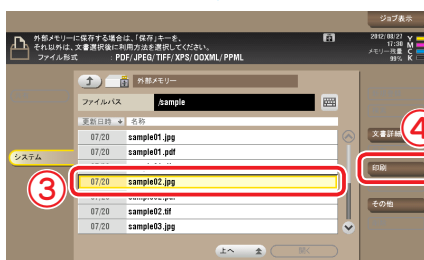 ジョブ表示
外部メモリーに保存する場合は、「保存」キーを、
それ以外は、文書選択後に利用方法を選択してください。
ファイル形式 : PDF/JPEG/TIFF/XPS/OOXML/PPML
2012/08/27
17:30
メモリー残量
99%
Y
M
C
K
外部メモリー
ファイルパス /sample
更新日時 名称
07/20 sample01.jpg
07/20 sample01.pdf
07/20 sample02.jpg
07/20 sample02.tif
07/20 sample03.jpg
システム
文書詳細
印刷
その他
上へ
開く
③
④